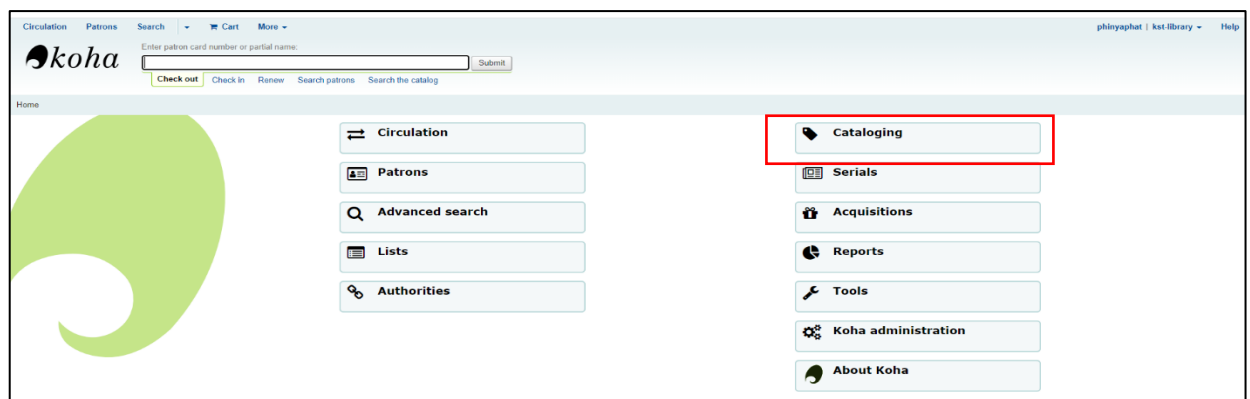 Circulation Patrons Search Cart More phinyaphat | kst-library Help
koha
Enter patron card number or partial name:
Submit
Check out Check in Renew Search patrons Search the catalog
Home
Circulation
Cataloging
Patrons
Serials
Advanced search
Acquisitions
Lists
Reports
Authorities
Tools
Koha administration
About Koha